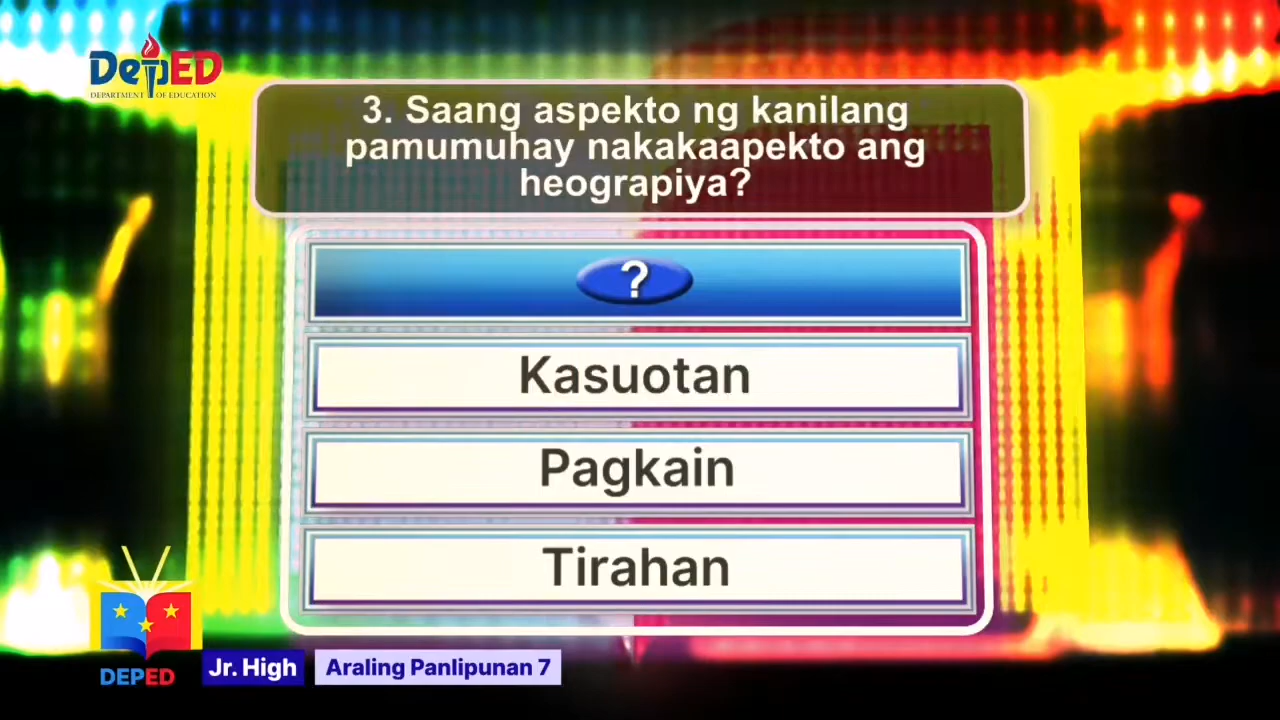 DepED
DEPARTMENT OF EDUCATION
3. Saang aspekto ng kanilang
pamumuhay nakakaapekto ang
heograpiya?
?
Kasuotan
Pagkain
Tirahan
DEPED
Jr. High
Araling Panlipunan 7